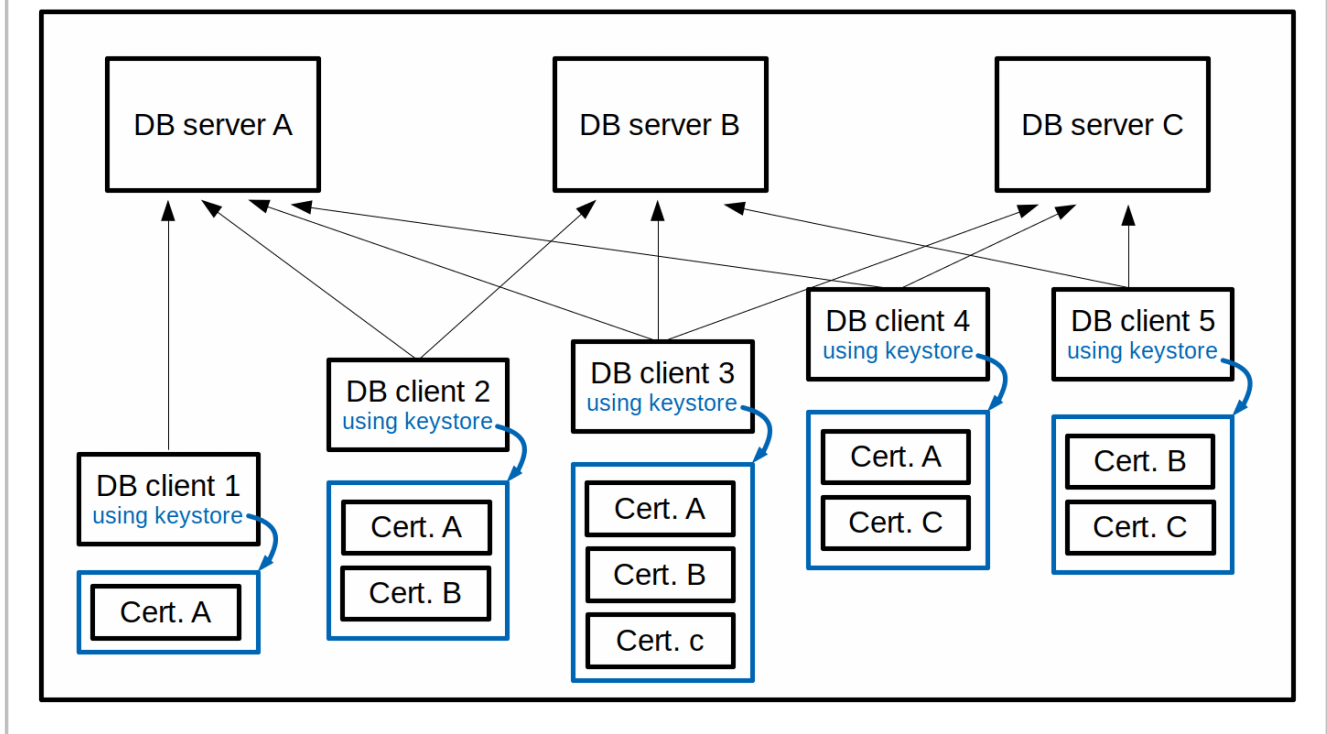 DB server A
DB server B
DB server C
DB client 1
using keystore
Cert. A
DB client 2
using keystore
Cert. A
Cert. B
DB client 3
using keystore
Cert. A
Cert. B
Cert. c
DB client 4
using keystore
Cert. A
Cert. C
DB client 5
using keystore
Cert. B
Cert. C